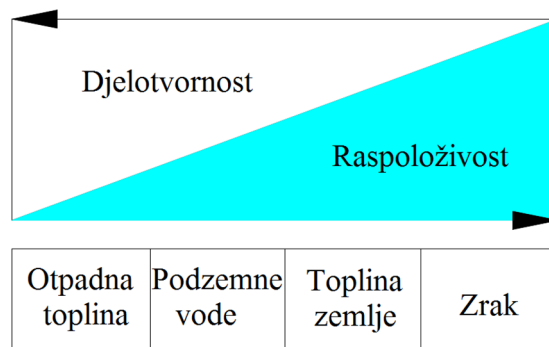 Djelotvornost
Raspoloživost
Otpadna
toplina
Podzemne
vode
Toplina
zemlje
Zrak